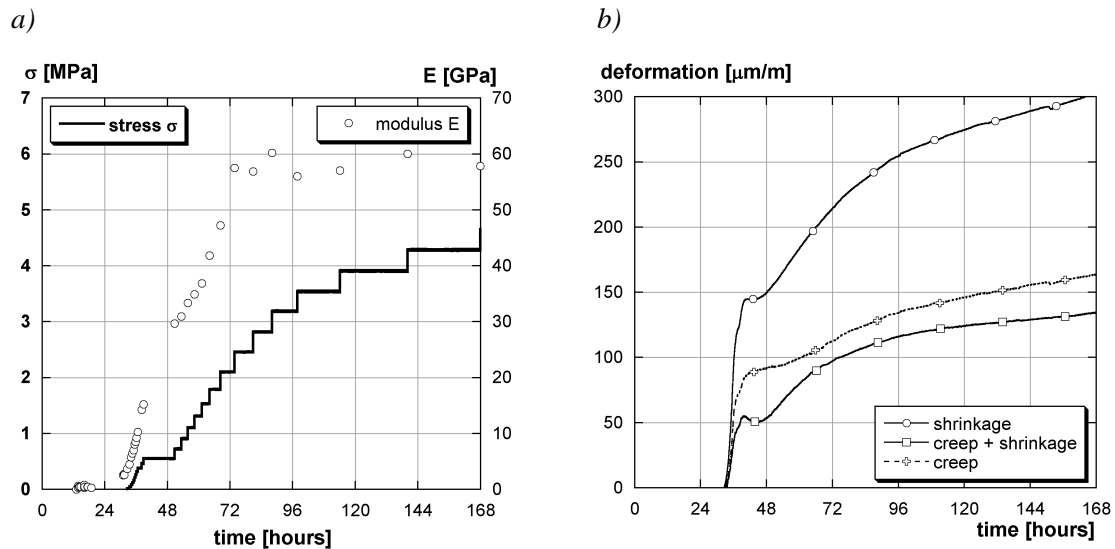 a)
σ [MPa]
E [GPa]
7
6
5
4
3
2
1
0
70
60
50
40
30
20
10
0
stress σ
modulus E
0 24 48 72 96 120 144 168
time [hours]
b)
deformation [μm/m]
300
250
200
150
100
50
0
shrinkage
creep + shrinkage
creep
0 24 48 72 96 120 144 168
time [hours]